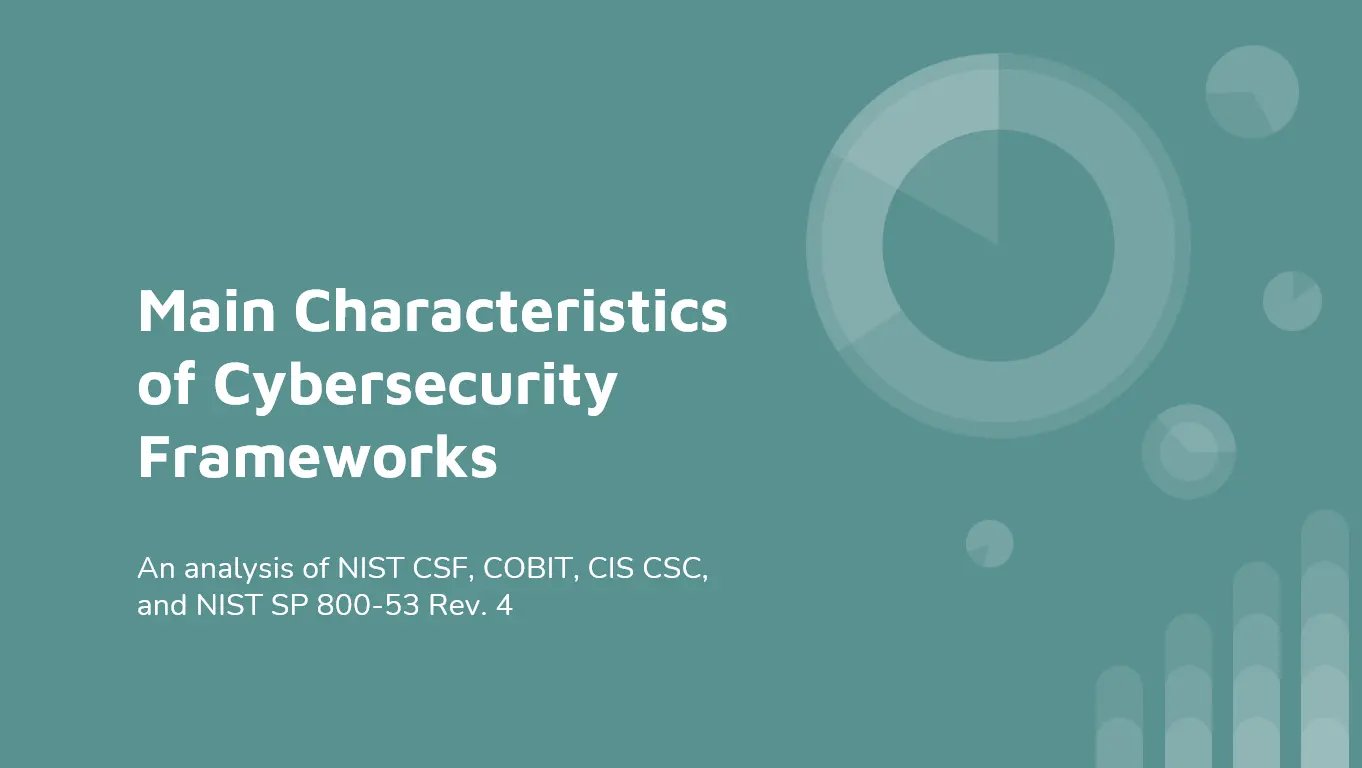 Main Characteristics
of Cybersecurity
Frameworks
An analysis of NIST CSF, COBIT, CIS CSC,
and NIST SP 800-53 Rev. 4